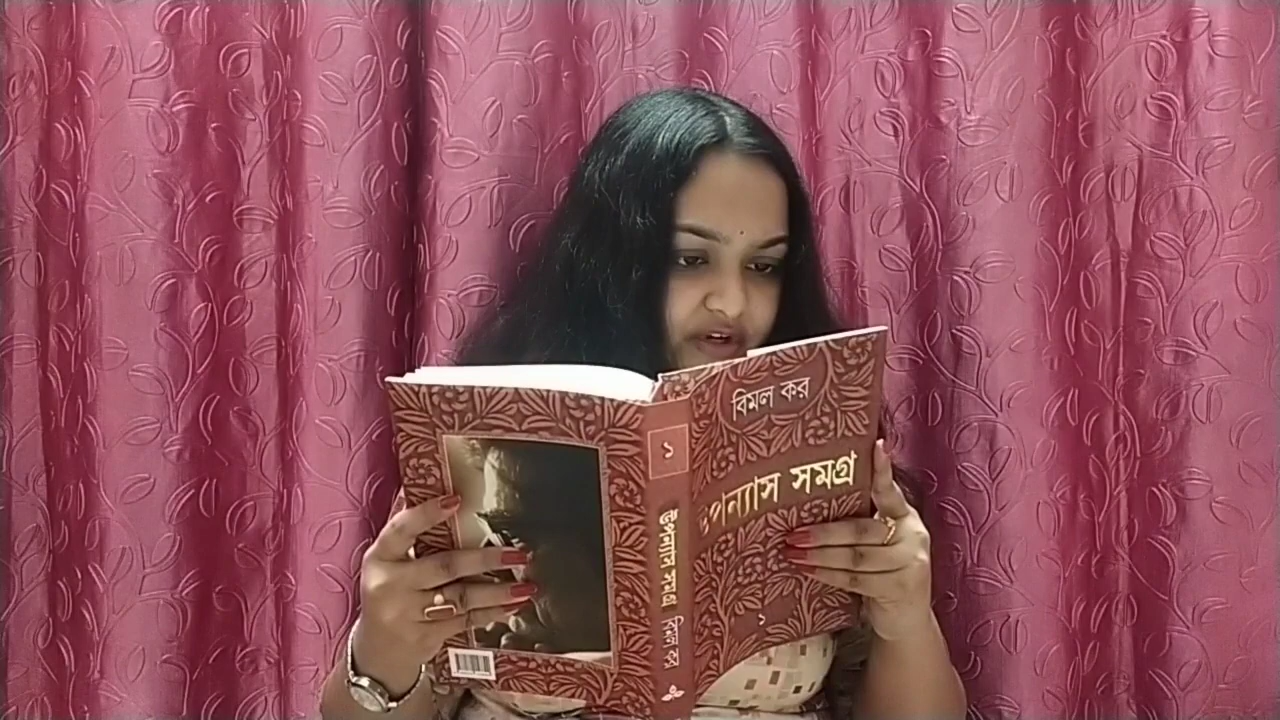 বিমল কর
উপন্যাস সমগ্র
১
১
উপন্যাস সমগ্র বিমল কর